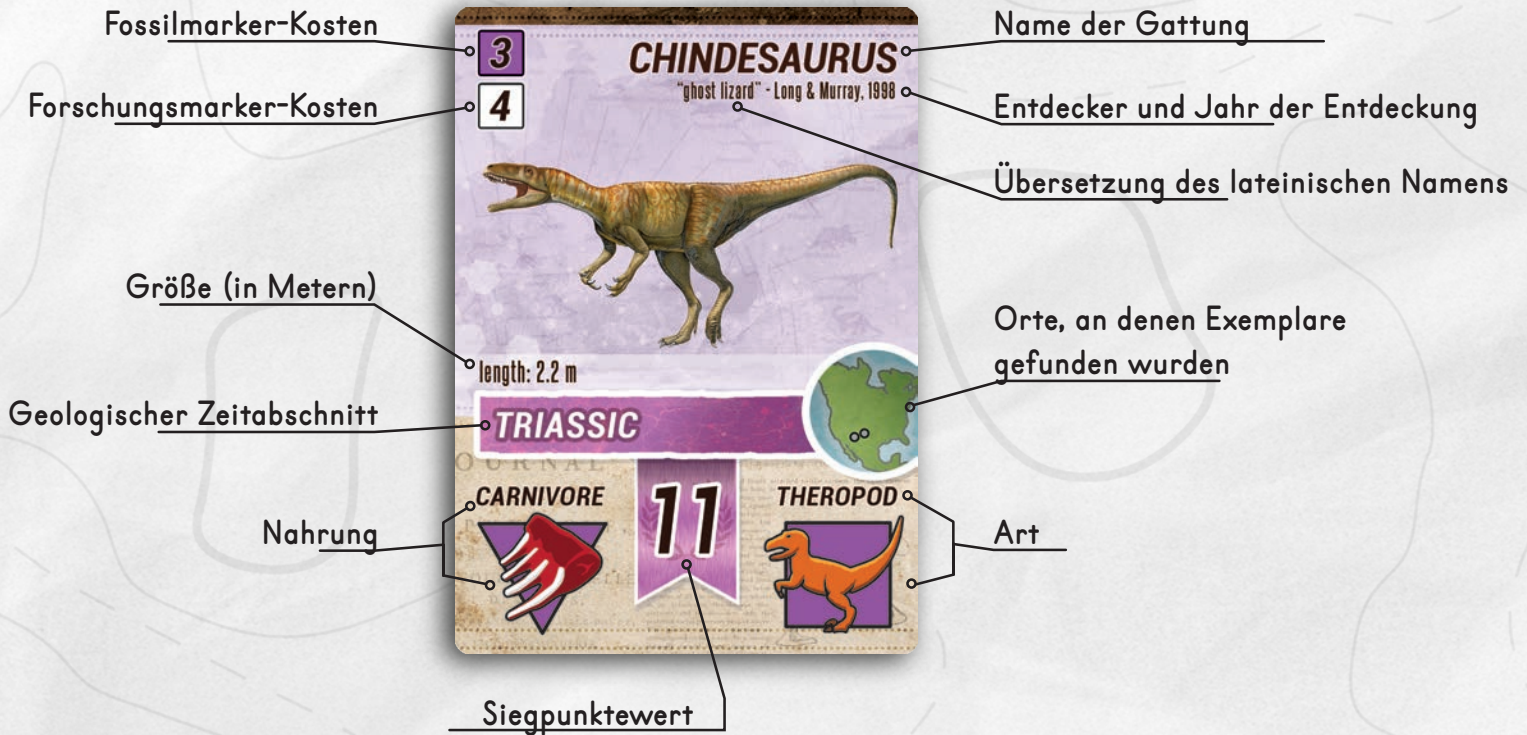 Fossilmarker-Kosten
Forschungsmarker-Kosten
Größe (in Metern)
Geologischer Zeitabschnitt
Nahrung
3
4
CHINDESAURUS
"ghost lizard" - Long & Murray, 1998
length: 2.2 m
TRIASSIC
OURNAL
CARNIVORE
11
THEROPOD
Name der Gattung
Entdecker und Jahr der Entdeckung
Übersetzung des lateinischen Namens
Orte, an denen Exemplare
gefunden wurden
Art
Siegpunktewert